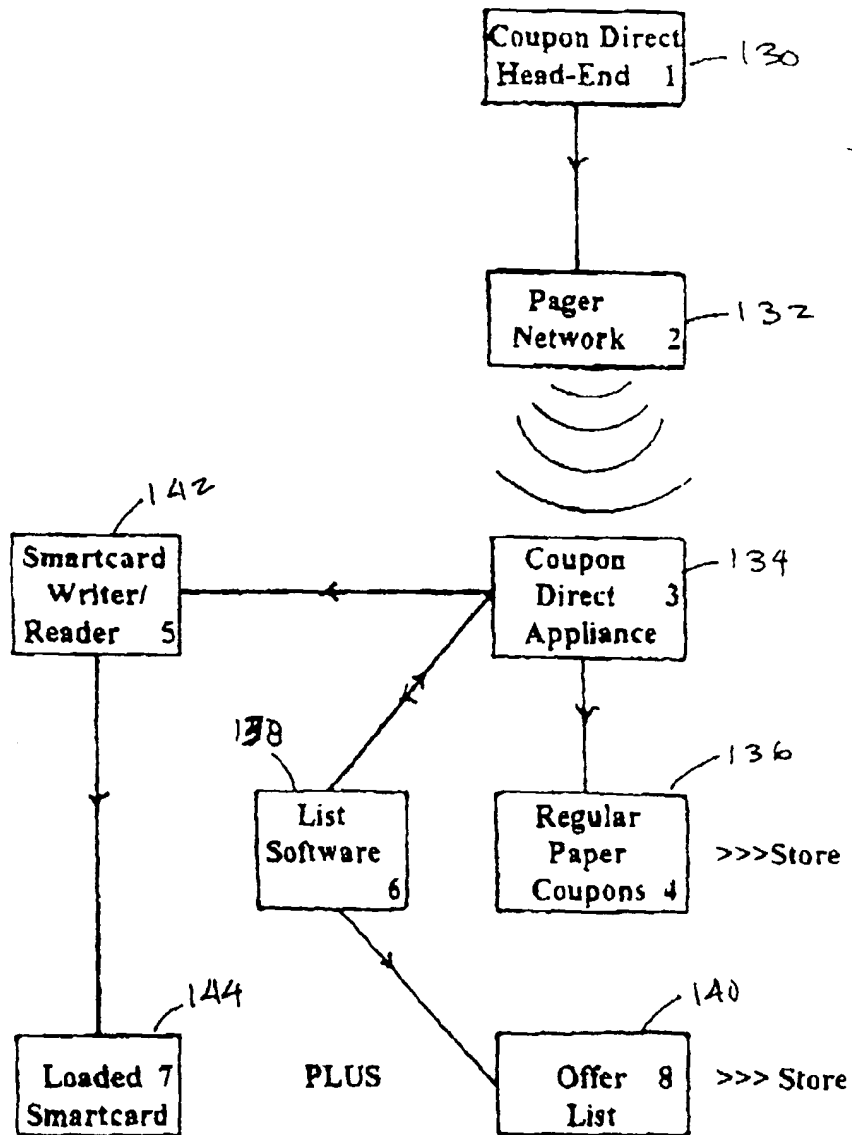 Coupon Direct
Head-End 1
130
Pager
Network 2
132
142
Smartcard
Writer/
Reader 5
Coupon
Direct 3
Appliance
134
138
List
Software
6
136
Regular
Paper
Coupons 4
>>>Store
144
Loaded 7
Smartcard
PLUS
140
Offer 8
List
>>> Store